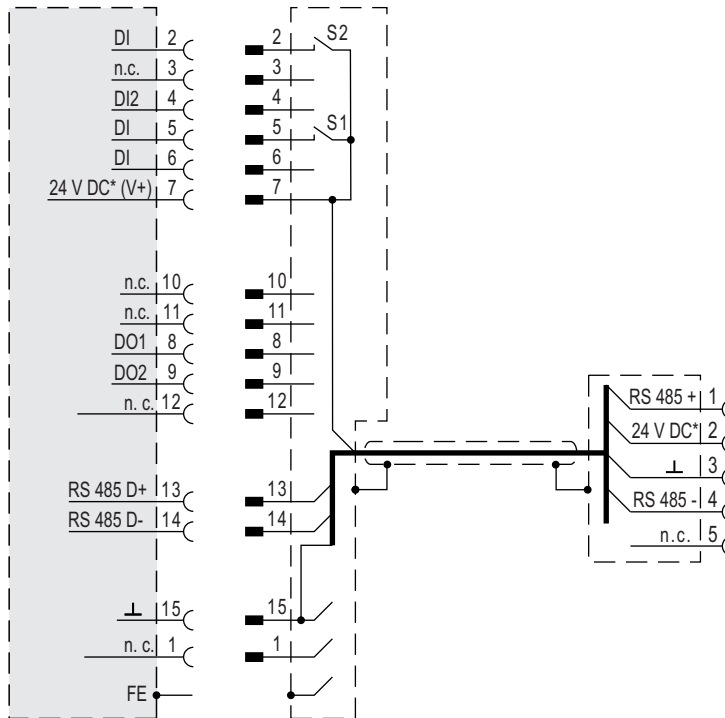 DI 2 2 S2
n.c. 3 3
DI2 4 4
DI 5 5 S1
DI 6 6
24 V DC* (V+) 7 7
n.c. 10 10
n.c. 11 11
DO1 8 8
DO2 9 9
n. c. 12 12
RS 485 + 1
24 V DC* 2
3
RS 485 - 4
n.c. 5
RS 485 D+ 13 13
RS 485 D- 14 14
15 15
n. c. 1 1
FE